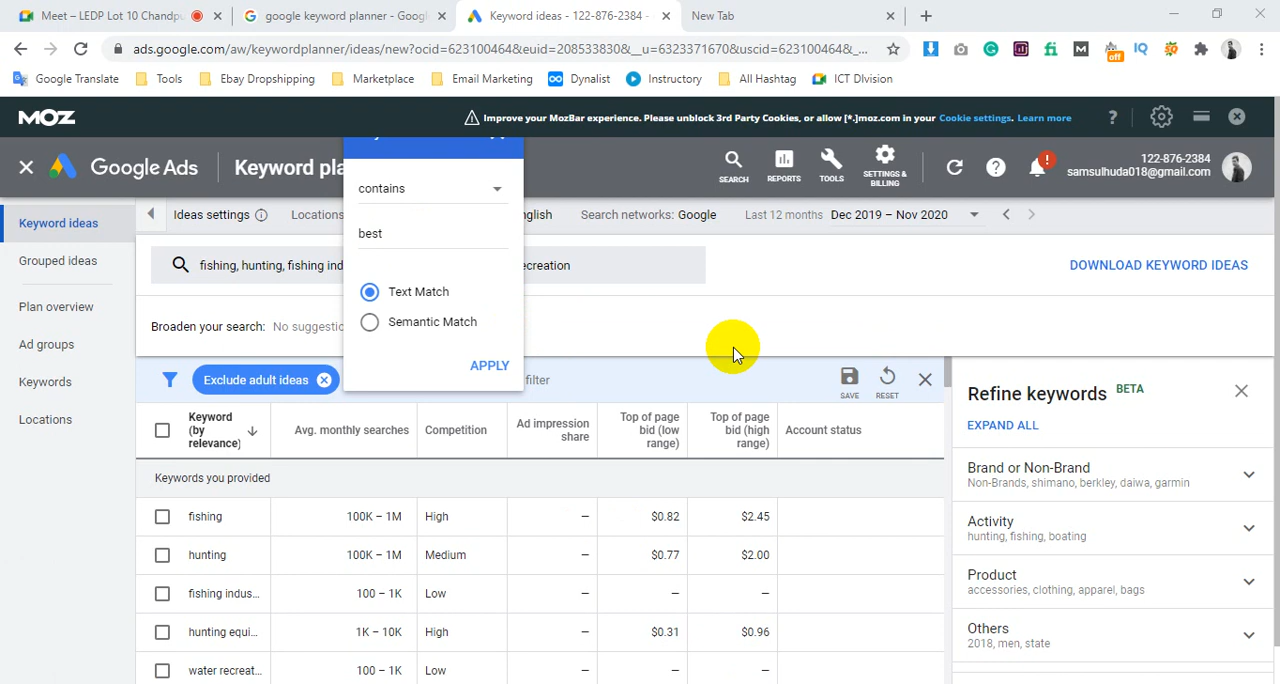 Meet – LEDP Lot 10 Chandpu
google keyword planner - Googl
Keyword ideas - 122-876-2384 -
New Tab
ads.google.com/aw/keywordplanner/ideas/new?ocid=623100464&euid=208533830&__u=6323371670&uscid=623100464&_...
Google Translate
Tools
Ebay Dropshipping
Marketplace
Email Marketing
Dynalist
Instructory
All Hashtag
ICT DIvision
MOZ
Improve your MozBar experience. Please unblock 3rd Party Cookies, or allow [*.]moz.com in your Cookie settings. Learn more
Google Ads
Keyword pla
SEARCH
REPORTS
TOOLS
SETTINGS &
BILLING
122-876-2384
samsulhuda018@gmail.com
contains
best
Text Match
Semantic Match
APPLY
Keyword ideas
Grouped ideas
Plan overview
Ad groups
Keywords
Locations
Ideas settings
Locations
nglish
Search networks: Google
Last 12 months
Dec 2019 – Nov 2020
fishing, hunting, fishing ind
ecreation
DOWNLOAD KEYWORD IDEAS
Broaden your search: No suggestio
Exclude adult ideas
filter
SAVE
RESET
Keyword
(by
relevance)
Avg. monthly searches
Competition
Ad impression
share
Top of page
bid (low
range)
Top of page
bid (high
range)
Account status
Keywords you provided
fishing 100K – 1M High – $0.82 $2.45
hunting 100K – 1M Medium – $0.77 $2.00
fishing indus... 100 – 1K Low – – –
hunting equi... 1K – 10K High – $0.31 $0.96
water recreat... 100 – 1K Low – – –
Refine keywords BETA
EXPAND ALL
Brand or Non-Brand
Non-Brands, shimano, berkley, daiwa, garmin
Activity
hunting, fishing, boating
Product
accessories, clothing, apparel, bags
Others
2018, men, state